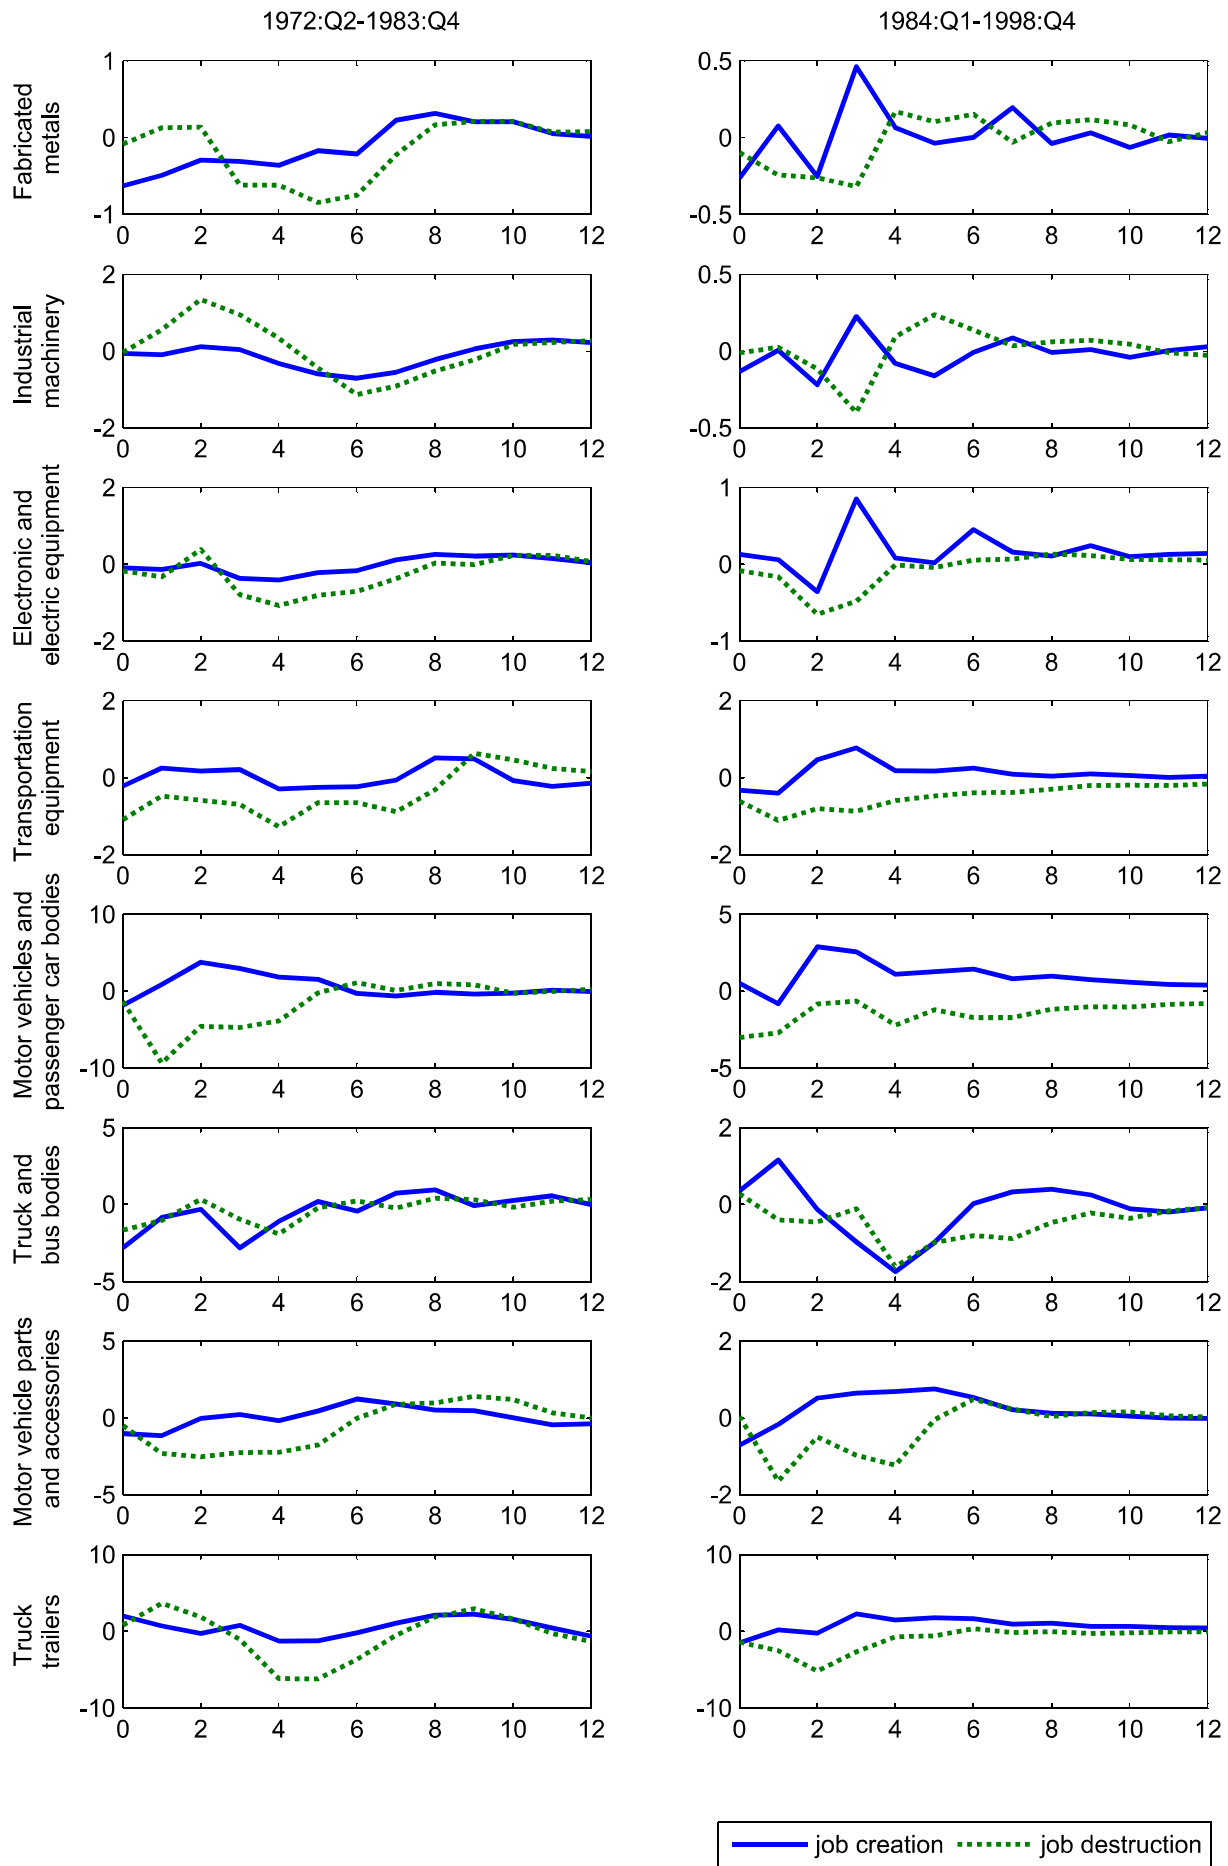 1972:Q2-1983:Q4
1984:Q1-1998:Q4
Fabricated
metals
1
0
-1
0 2 4 6 8 10 12
0.5
0
-0.5
0 2 4 6 8 10 12
Industrial
machinery
2
0
-2
0 2 4 6 8 10 12
0.5
0
-0.5
0 2 4 6 8 10 12
Electronic and
electric equipment
2
0
-2
0 2 4 6 8 10 12
1
0
-1
0 2 4 6 8 10 12
Transportation
equipment
2
0
-2
0 2 4 6 8 10 12
2
0
-2
0 2 4 6 8 10 12
Motor vehicles and
passenger car bodies
10
0
-10
0 2 4 6 8 10 12
5
0
-5
0 2 4 6 8 10 12
Truck and
bus bodies
5
0
-5
0 2 4 6 8 10 12
2
0
-2
0 2 4 6 8 10 12
Motor vehicle parts
and accessories
5
0
-5
0 2 4 6 8 10 12
2
0
-2
0 2 4 6 8 10 12
Truck
trailers
10
0
-10
0 2 4 6 8 10 12
10
0
-10
0 2 4 6 8 10 12
job creation job destruction